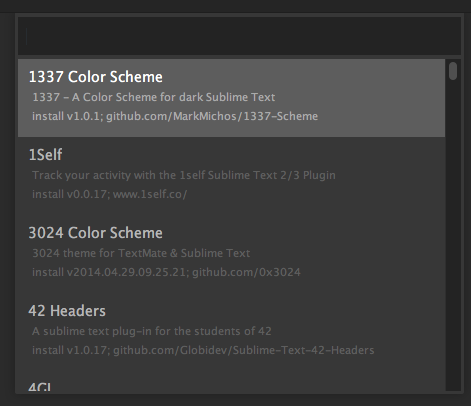 1337 Color Scheme
1337 - A Color Scheme for dark Sublime Text
install v1.0.1; github.com/MarkMichos/1337-Scheme
1Self
Track your activity with the 1self Sublime Text 2/3 Plugin
install v0.0.17; www.1self.co/
3024 Color Scheme
3024 theme for TextMate & Sublime Text
install v2014.04.29.09.25.21; github.com/0x3024
42 Headers
A sublime text plug-in for the students of 42
install v1.0.17; github.com/Globidev/Sublime-Text-42-Headers